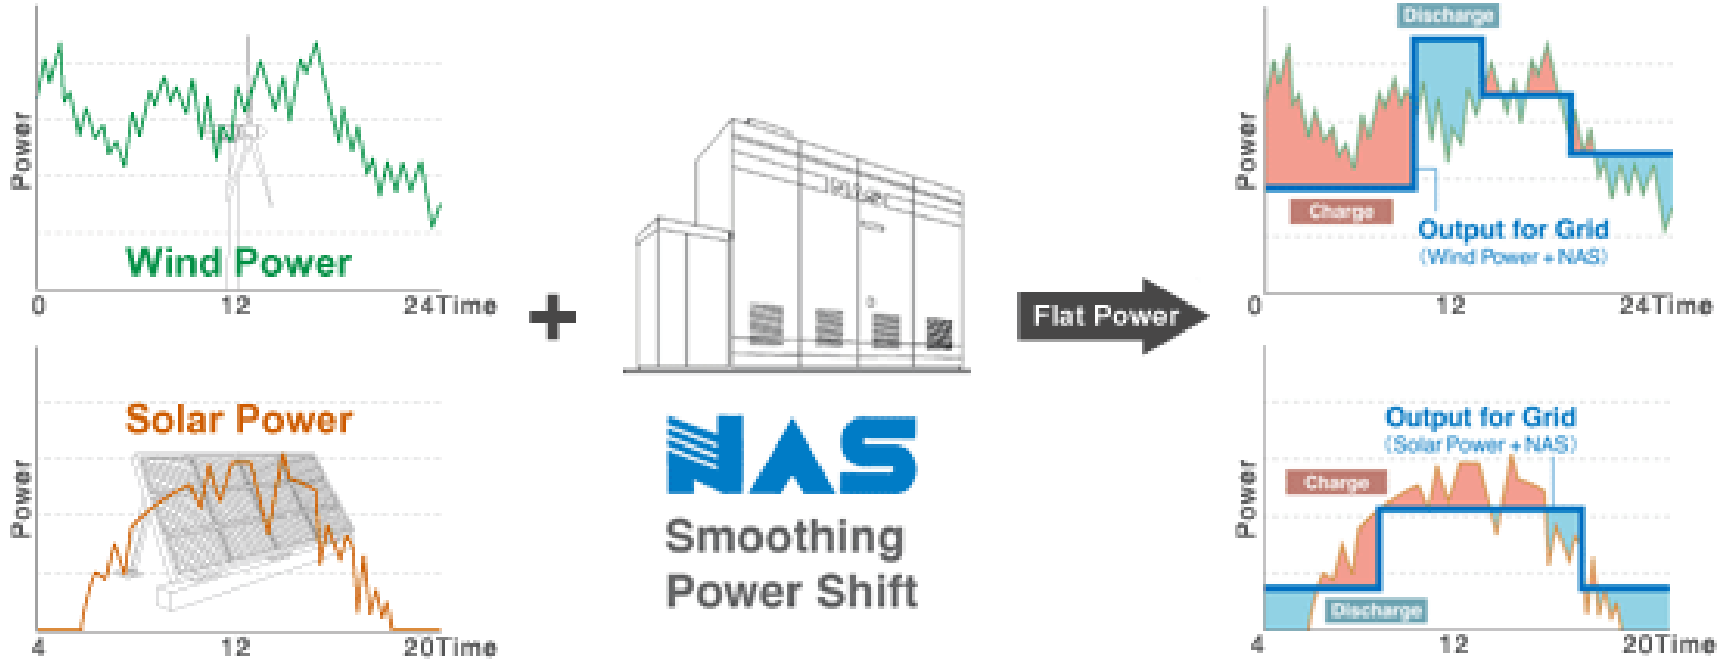 Power
Wind Power
0 12 24Time
Solar Power
Power
4 12 20Time
+
NAS
Smoothing
Power Shift
Flat Power
Discharge
Power
Charge
Output for Grid
(Wind Power + NAS)
0 12 24Time
Output for Grid
(Solar Power + NAS)
Charge
Power
Discharge
4 12 20Time